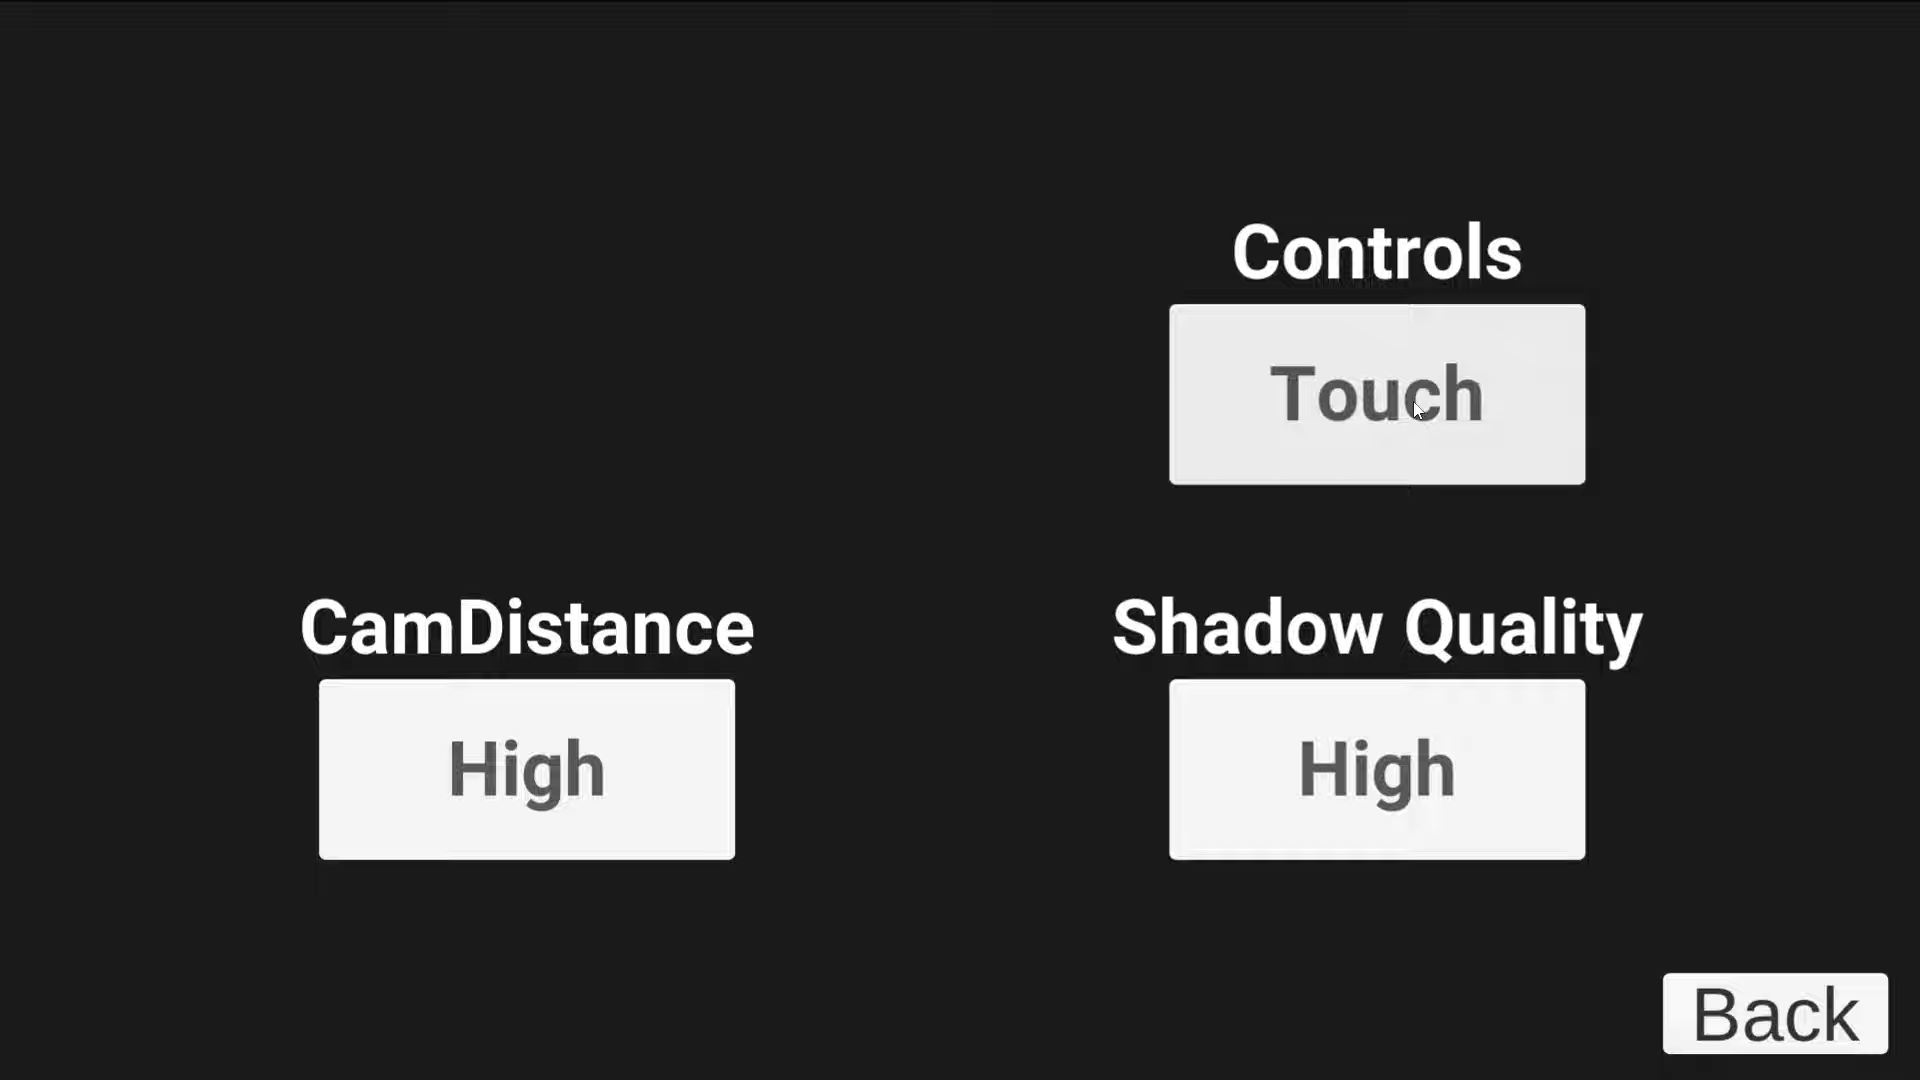 Controls
Touch
CamDistance
High
Shadow Quality
High
Back